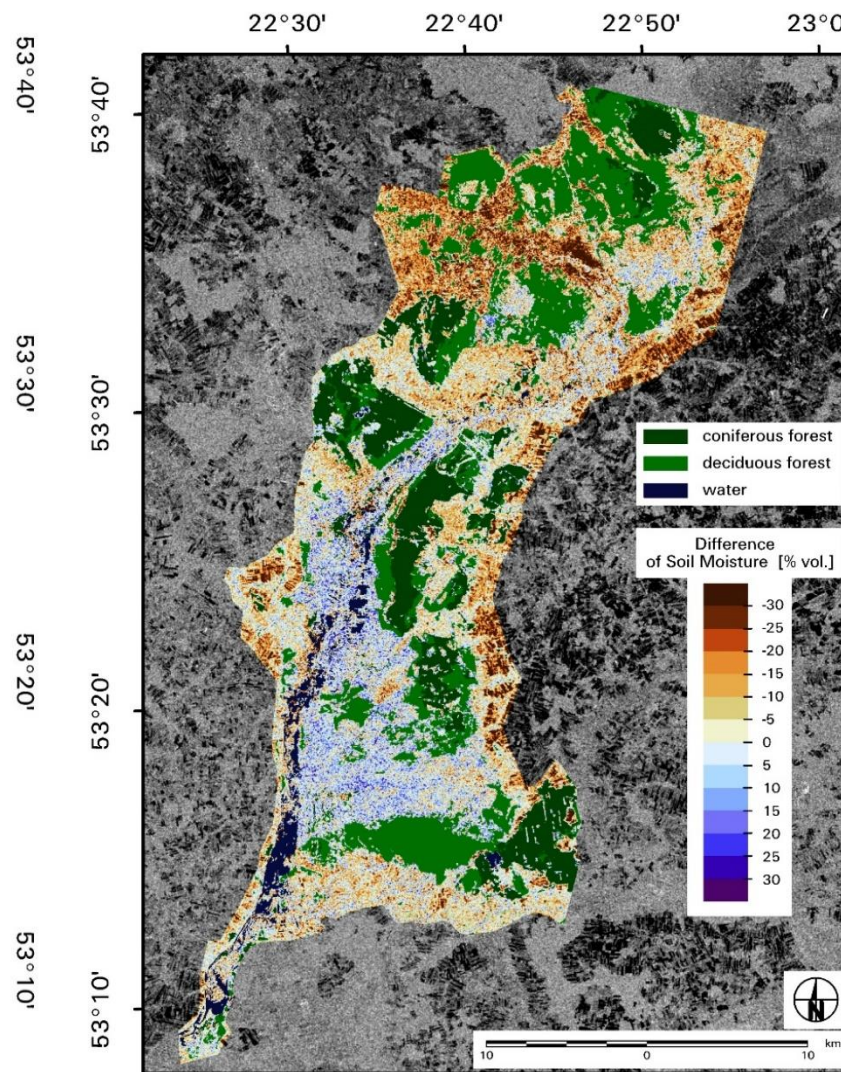 22°30' 22°40' 22°50' 23°0
53°40' 53°40'
53°30' 53°30'
53°20' 53°20'
53°10' 53°10'
coniferous forest
deciduous forest
water
Difference
of Soil Moisture [% vol.]
-30
-25
-20
-15
-10
-5
0
5
10
15
20
25
30
N
10 0 10 km